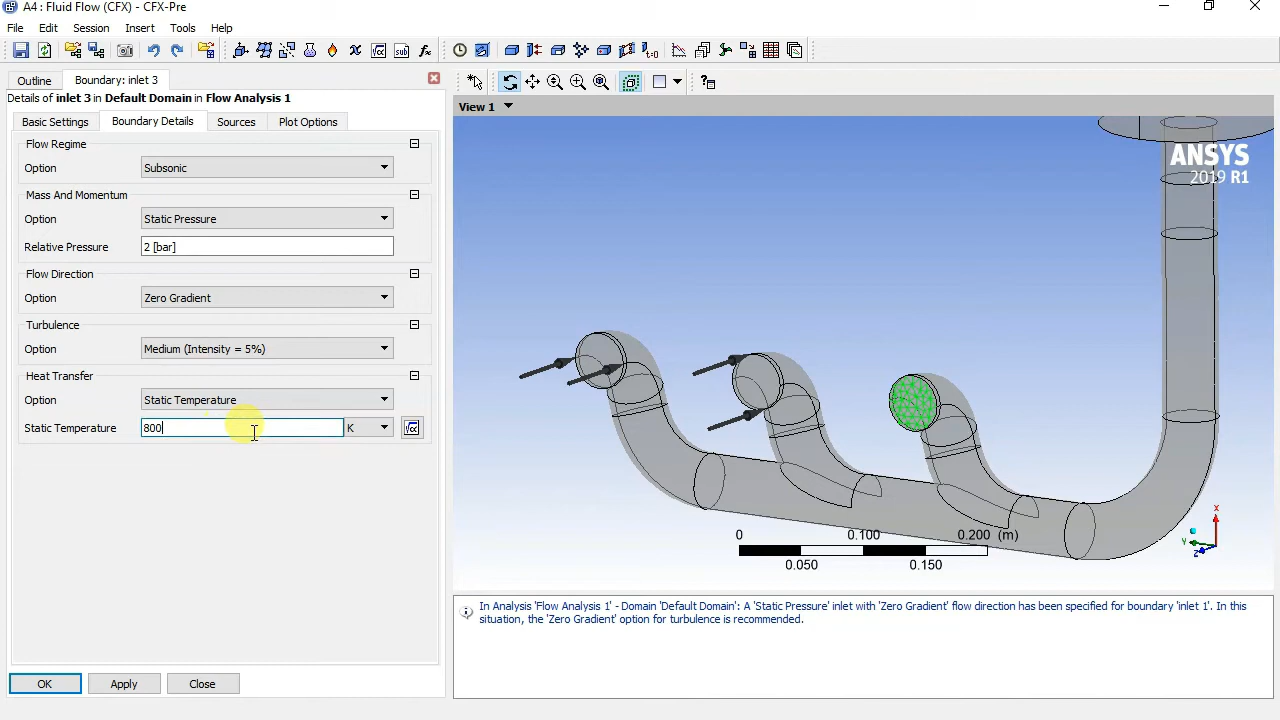 A4 : Fluid Flow (CFX) - CFX-Pre
File Edit Session Insert Tools Help
Outline Boundary: inlet 3
Details of inlet 3 in Default Domain in Flow Analysis 1
Basic Settings Boundary Details Sources Plot Options
Flow Regime
Option Subsonic
Mass And Momentum
Option Static Pressure
Relative Pressure 2 [bar]
Flow Direction
Option Zero Gradient
Turbulence
Option Medium (Intensity = 5%)
Heat Transfer
Option Static Temperature
Static Temperature 800 K
OK Apply Close
View 1
ANSYS
2019 R1
0 0.100 0.200 (m)
0.050 0.150
X
Y
Z
In Analysis 'Flow Analysis 1' - Domain 'Default Domain': A 'Static Pressure' inlet with 'Zero Gradient' flow direction has been specified for boundary 'inlet 1'. In this
situation, the 'Zero Gradient' option for turbulence is recommended.